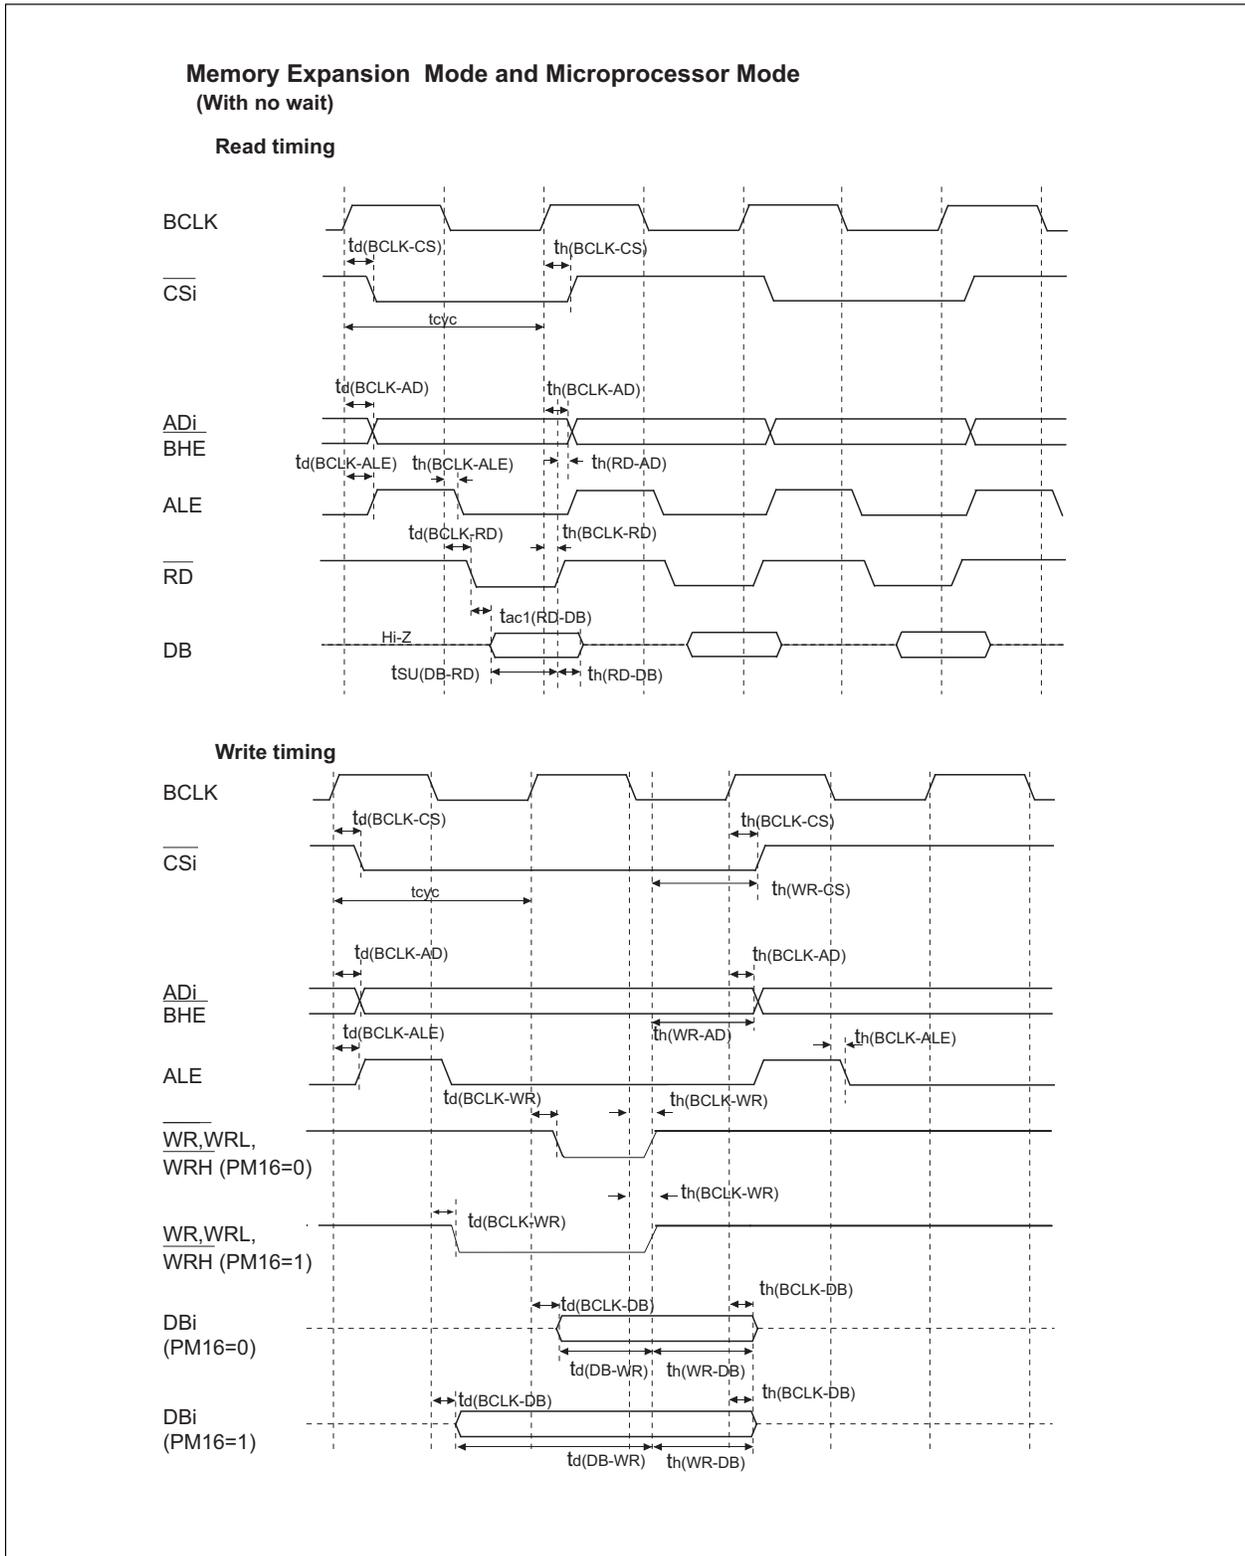 Memory Expansion Mode and Microprocessor Mode
(With no wait)
Read timing
BCLK
td(BCLK-CS)
th(BCLK-CS)
CSi
tcyc
td(BCLK-AD)
th(BCLK-AD)
ADi
BHE
td(BCLK-ALE)
th(BCLK-ALE)
th(RD-AD)
ALE
td(BCLK-RD)
th(BCLK-RD)
RD
tac1(RD-DB)
Hi-Z
DB
tSU(DB-RD)
th(RD-DB)
Write timing
BCLK
td(BCLK-CS)
th(BCLK-CS)
CSi
tcyc
th(WR-CS)
td(BCLK-AD)
th(BCLK-AD)
ADi
BHE
td(BCLK-ALE)
th(WR-AD)
th(BCLK-ALE)
ALE
td(BCLK-WR)
th(BCLK-WR)
WR,WRL,
WRH (PM16=0)
th(BCLK-WR)
td(BCLK-WR)
WR,WRL,
WRH (PM16=1)
th(BCLK-DB)
td(BCLK-DB)
DBi
(PM16=0)
td(DB-WR)
th(WR-DB)
th(BCLK-DB)
td(BCLK-DB)
DBi
(PM16=1)
td(DB-WR)
th(WR-DB)